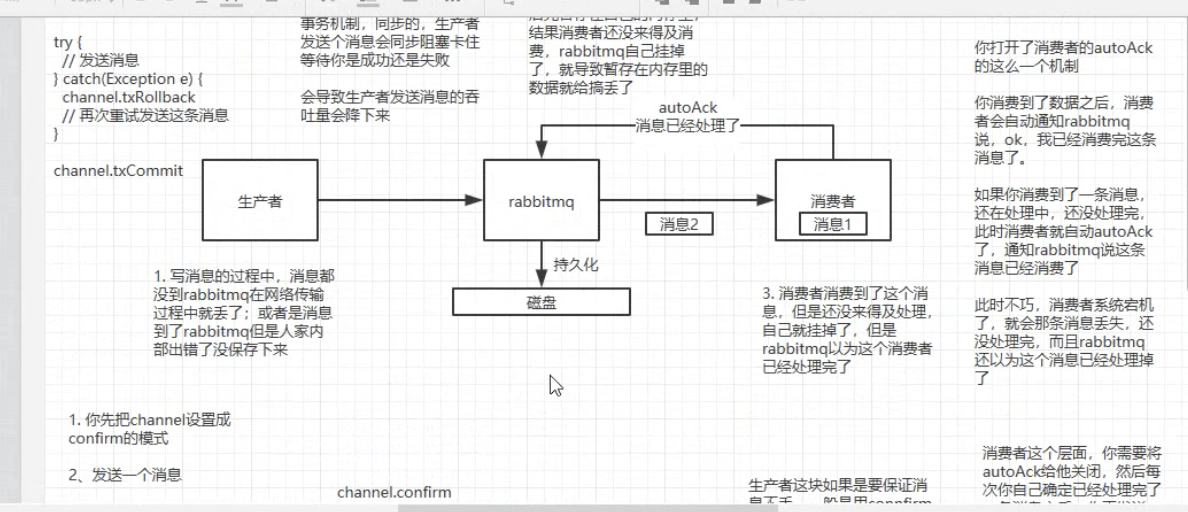 try {
// 发送消息
} catch(Exception e) {
channel.txRollback
// 再次重试发送这条消息
}
channel.txCommit
事务机制，同步的，生产者
发送个消息会同步阻塞卡住
等待你是成功还是失败
会导致生产者发送消息的吞
吐量会降下来
结果消费者还没来得及消
费，rabbitmq自己挂掉
了，就导致暂存在内存里的
数据就给搞丢了
autoAck
消息已经处理了
生产者
rabbitmq
消费者
消息1
消息2
持久化
磁盘
1. 写消息的过程中，消息都
没到rabbitmq在网络传输
过程中就丢了；或者是消息
到了rabbitmq但是人家内
部出错了没保存下来
3. 消费者消费到了这个消
息，但是还没来得及处理，
自己就挂掉了，但是
rabbitmq以为这个消费者
已经处理完了
你打开了消费者的autoAck
的这么一个机制
你消费到了数据之后，消费
者会自动通知rabbitmq
说，ok，我已经消费完这条
消息了。
如果你消费到了一条消息，
还在处理中，还没处理完，
此时消费者就自动autoAck
了，通知rabbitmq说这条
消息已经消费了
此时不巧，消费者系统宕机
了，就会那条消息丢失，还
没处理完，而且rabbitmq
还以为这个消息已经处理掉
了
1. 你先把channel设置成
confirm的模式
2、发送一个消息
channel.confirm
生产者这块如果是要保证消
消费者这个层面，你需要将
autoAck给他关闭，然后每
次你自己确定已经处理完了